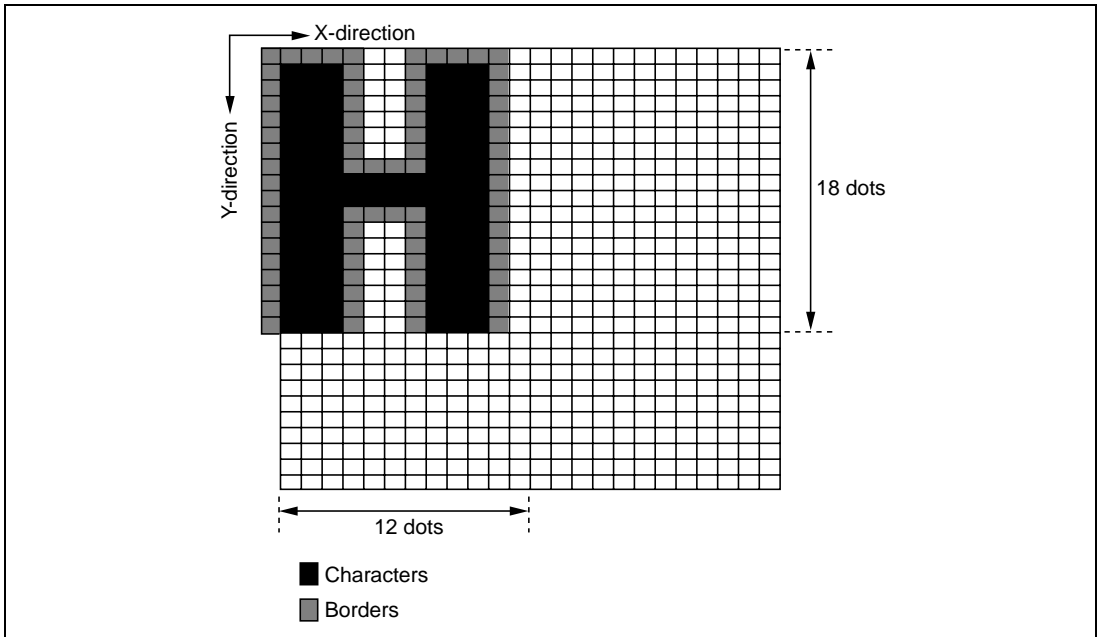 X-direction
Y-direction
18 dots
12 dots
Characters
Borders